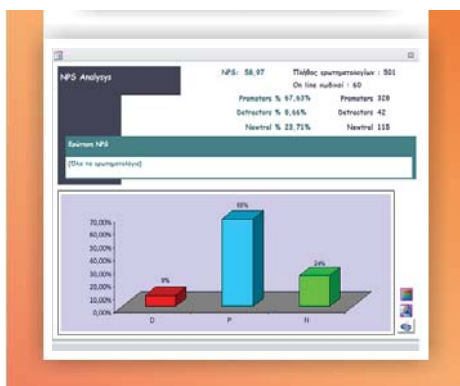 NPS Analysys
NPS: 58,97 Πλήθος ερωτηματολογίων : 501
On line κωδικοί : 60
Promoters % 67,63% Promoters 328
Detractors % 8,66% Detractors 42
Newtral % 23,71% Newtral 115
Ερώτηση NPS
(Όλα τα ερωτηματολόγια)
70,00%
60,00%
50,00%
40,00%
30,00%
20,00%
10,00%
0,00%
9%
68%
24%
D P N